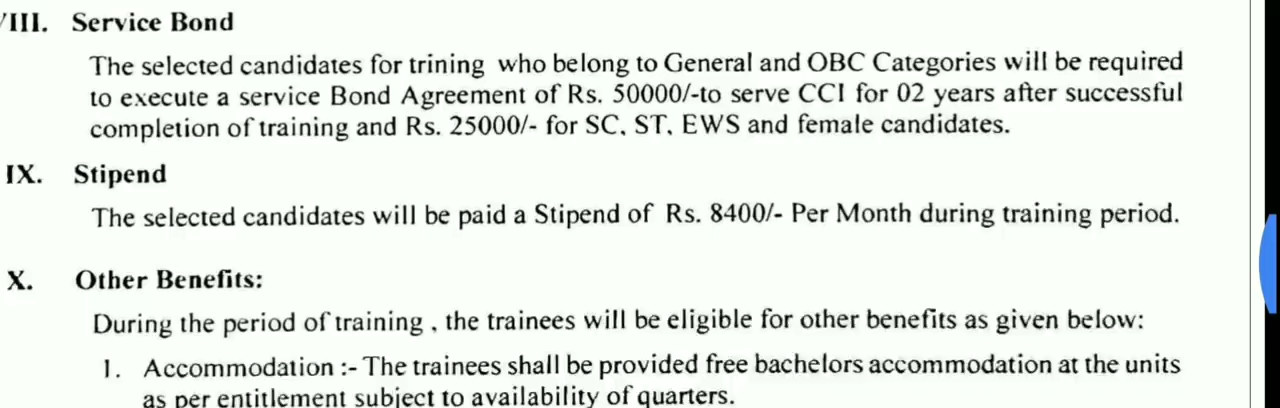 VIII. Service Bond
The selected candidates for trining who belong to General and OBC Categories will be required
to execute a service Bond Agreement of Rs. 50000/-to serve CCI for 02 years after successful
completion of training and Rs. 25000/- for SC, ST, EWS and female candidates.
IX. Stipend
The selected candidates will be paid a Stipend of Rs. 8400/- Per Month during training period.
X. Other Benefits:
During the period of training , the trainees will be eligible for other benefits as given below:
1. Accommodation :- The trainees shall be provided free bachelors accommodation at the units
as per entitlement subject to availability of quarters.